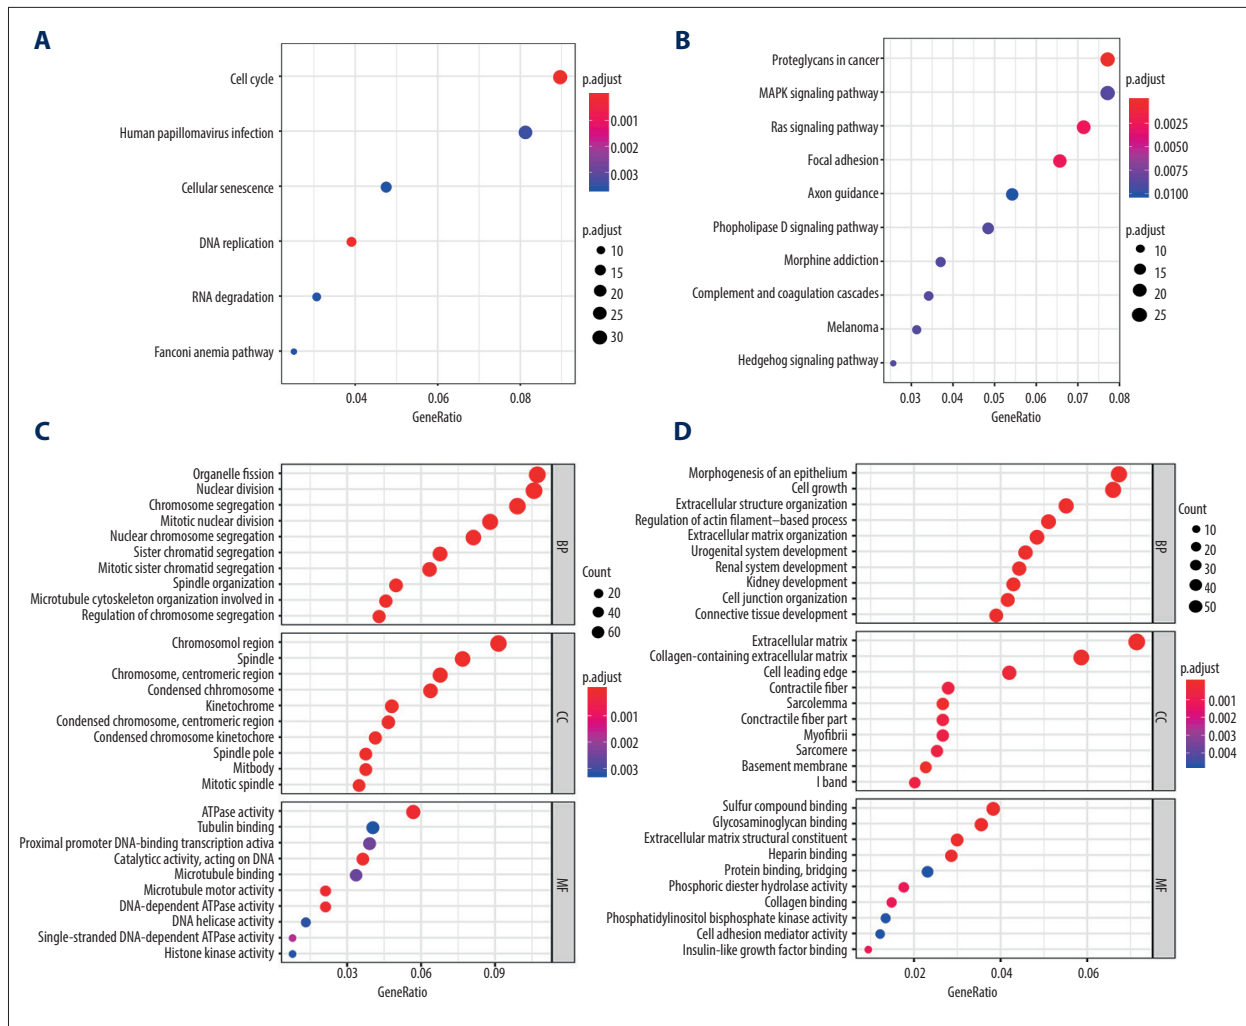 A
Cell cycle
Human papillomavirus infection
Cellular senescence
DNA replication
RNA degradation
Fanconi anemia pathway
0.04
0.06
0.08
GeneRatio
p.adjust
0.001
0.002
0.003
p.adjust
10
15
20
25
30
B
Proteglycans in cancer
MAPK signaling pathway
Ras signaling pathway
Focal adhesion
Axon guidance
Phopholipase D signaling pathway
Morphine addiction
Complement and coagulation cascades
Melanoma
Hedgehog signaling pathway
0.03
0.04
0.05
0.06
0.07
0.08
GeneRatio
p.adjust
0.0025
0.0050
0.0075
0.0100
p.adjust
10
15
20
25
C
Organelle fission
Nuclear division
Chromosome segregation
Mitotic nuclear division
Nuclear chromosome segregation
Sister chromatid segregation
Mitotic sister chromatid segregation
Spindle organization
Microtubule cytoskeleton organization involved in
Regulation of chromosome segregation
BP
Chromosomol region
Spindle
Chromosome, centromeric region
Condensed chhromosome
Kinetochrome
Condensed chromosome, centromeric region
Condensed chromosome kinetochore
Spindle pole
Mitbody
Mitotic spindle
CC
ATPase activity
Tubulin binding
Proximal promoter DNA-binding transcription activa
Catalytic activity, acting on DNA
Microtubule binding
Microtubule motor activity
DNA-dependent ATPase activity
DNA helicase activity
Single-stranded DNA-dependent ATPase activity
Histone kinase activity
MF
0.03
0.06
0.09
GeneRatio
Count
20
40
60
p.adjust
0.001
0.002
0.003
D
Morphogenesis of an epithelium
Cell growth
Extracellular structure organization
Regulation of actin filament–based process
Extracellular matrix organization
Urogenital system development
Renal system development
Kidney development
Cell junction organization
Connective tissue development
BP
Extracellular matrix
Collagen-containing extracellular matrix
Cell leading edge
Contractile fiber
Sarcolemma
Conctractile fiber part
Myofibrii
Sarcomere
Basement membrane
I band
CC
Sulfur compound binding
Glycosaminoglycan binding
Extracellular matrix structural constituent
Heparin binding
Protein binding, bridging
Phosphoric diester hydrolase activity
Collagen binding
Phosphatidylinositol bisphosphate kinase activity
Cell adhesion mediator activity
Insulin-like growth factor binding
MF
0.02
0.04
0.06
GeneRatio
Count
10
20
30
40
50
p.adjust
0.001
0.002
0.003
0.004